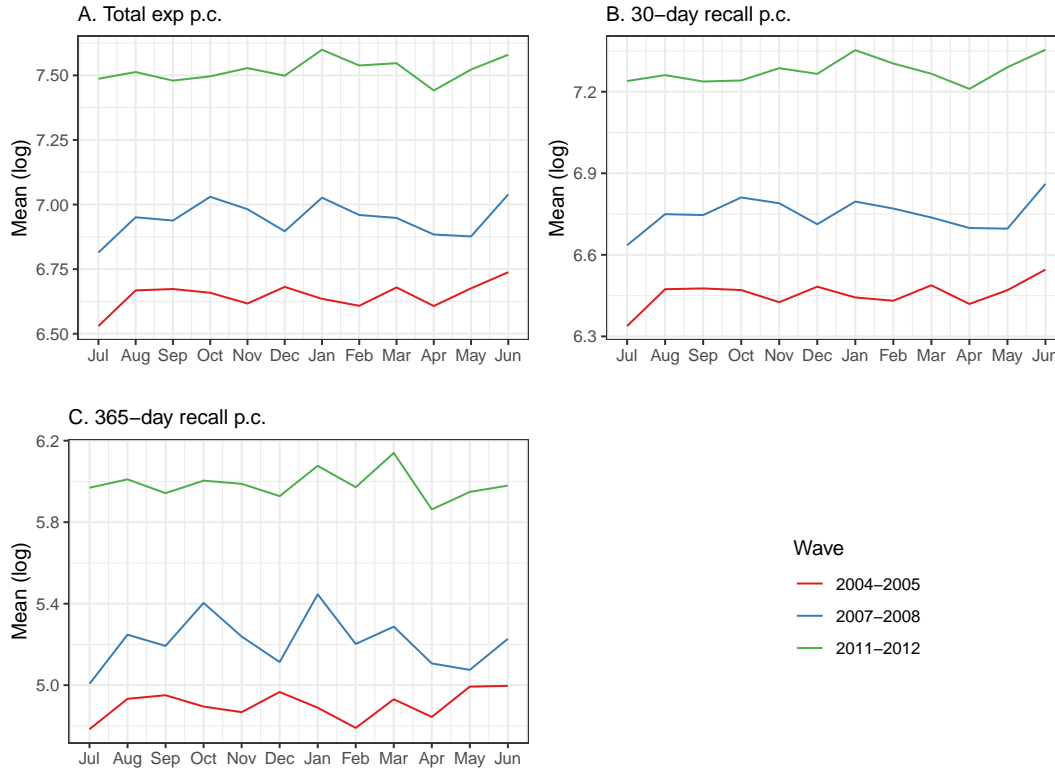 A. Total exp p.c.
Mean (log)
7.50
7.25
7.00
6.75
6.50
Jul Aug Sep Oct Nov Dec Jan Feb Mar Apr May Jun
B. 30−day recall p.c.
Mean (log)
7.2
6.9
6.6
6.3
Jul Aug Sep Oct Nov Dec Jan Feb Mar Apr May Jun
C. 365−day recall p.c.
Mean (log)
6.2
5.8
5.4
5.0
Jul Aug Sep Oct Nov Dec Jan Feb Mar Apr May Jun
Wave
2004−2005
2007−2008
2011−2012